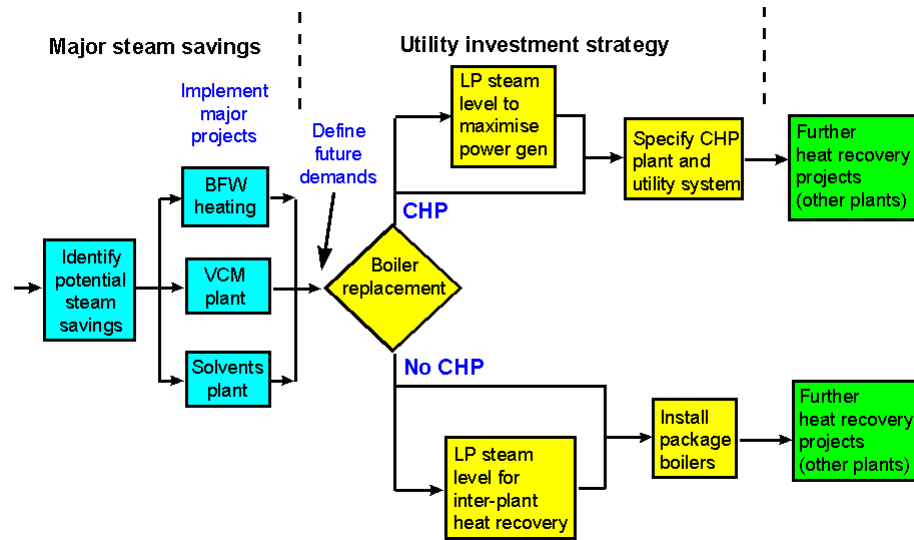 Major steam savings
Utility investment strategy
Implement
major
projects
Define
future
demands
BFW
heating
Identify
potential
steam
savings
VCM
plant
Solvents
plant
Boiler
replacement
CHP
LP steam
level to
maximise
power gen
Specify CHP
plant and
utility system
Further
heat recovery
projects
(other plants)
No CHP
LP steam
level for
inter-plant
heat recovery
Install
package
boilers
Further
heat recovery
projects
(other plants)